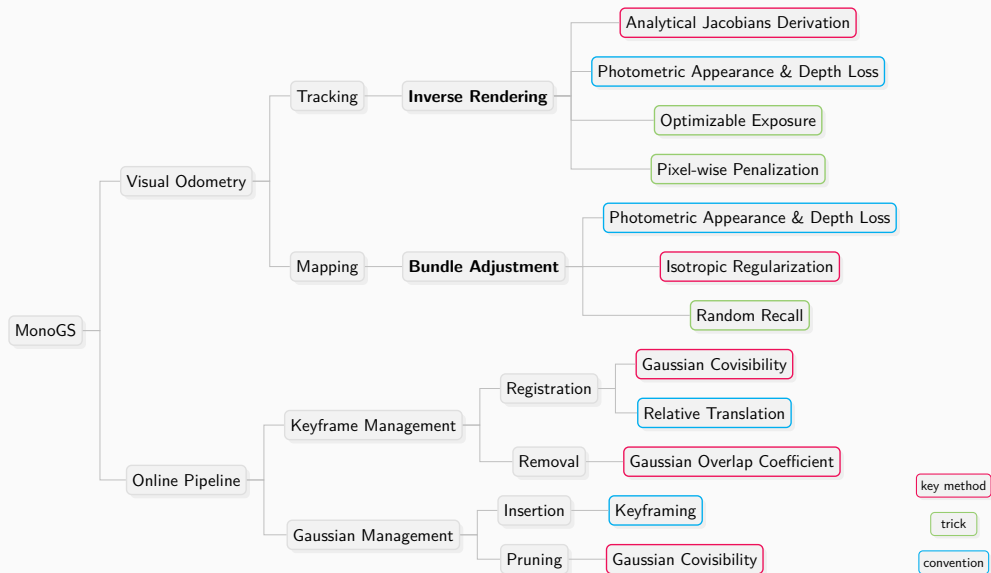 Analytical Jacobians Derivation
Photometric Appearance & Depth Loss
Tracking
Inverse Rendering
Optimizable Exposure
Pixel-wise Penalization
Visual Odometry
Photometric Appearance & Depth Loss
Mapping
Bundle Adjustment
Isotropic Regularization
Random Recall
MonoGS
Gaussian Covisibility
Registration
Relative Translation
Keyframe Management
Removal
Gaussian Overlap Coefficient
Online Pipeline
Insertion
Keyframing
Gaussian Management
Pruning
Gaussian Covisibility
key method
trick
convention